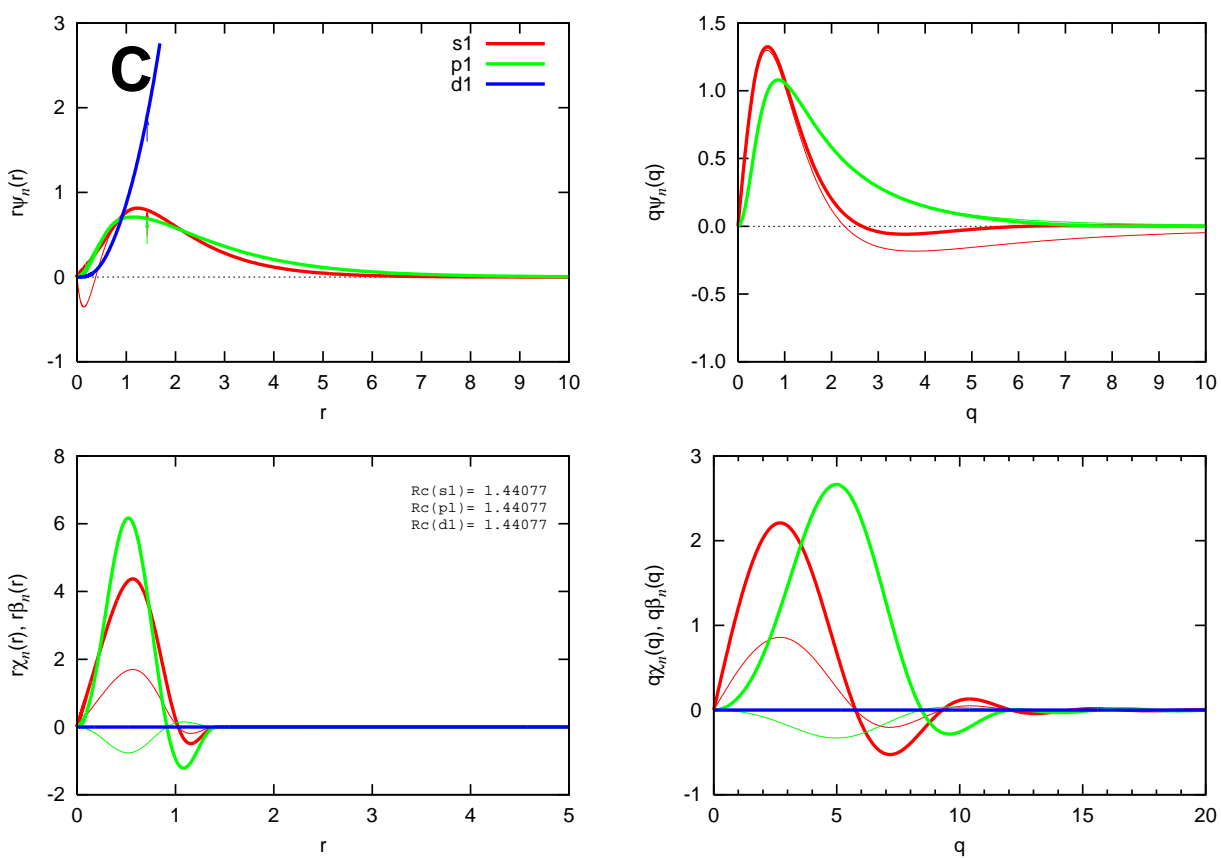 C
s1
p1
d1
rψn(r)
3
2
1
0
-1
0 1 2 3 4 5 6 7 8 9 10
r
qψn(q)
1.5
1.0
0.5
0.0
-0.5
-1.0
0 1 2 3 4 5 6 7 8 9 10
q
rχn(r), rβn(r)
8
6
4
2
0
-2
Rc(s1)= 1.44077
Rc(p1)= 1.44077
Rc(d1)= 1.44077
0 1 2 3 4 5
r
qχn(q), qβn(q)
3
2
1
0
-1
0 5 10 15 20
q